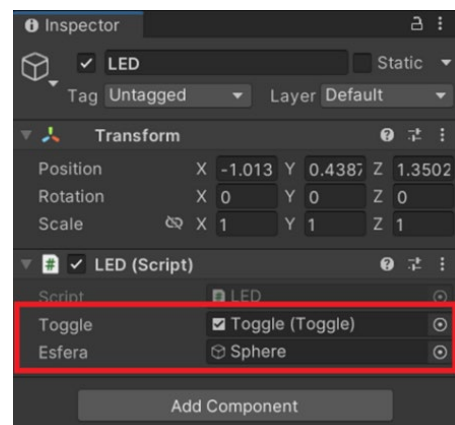 Inspector
LED Static
Tag Untagged Layer Default
Transform
Position X -1.013 Y 0.4387 Z 1.3502
Rotation X 0 Y 0 Z 0
Scale X 1 Y 1 Z 1
# LED (Script)
Script LED
Toggle Toggle (Toggle)
Esfera Sphere
Add Component